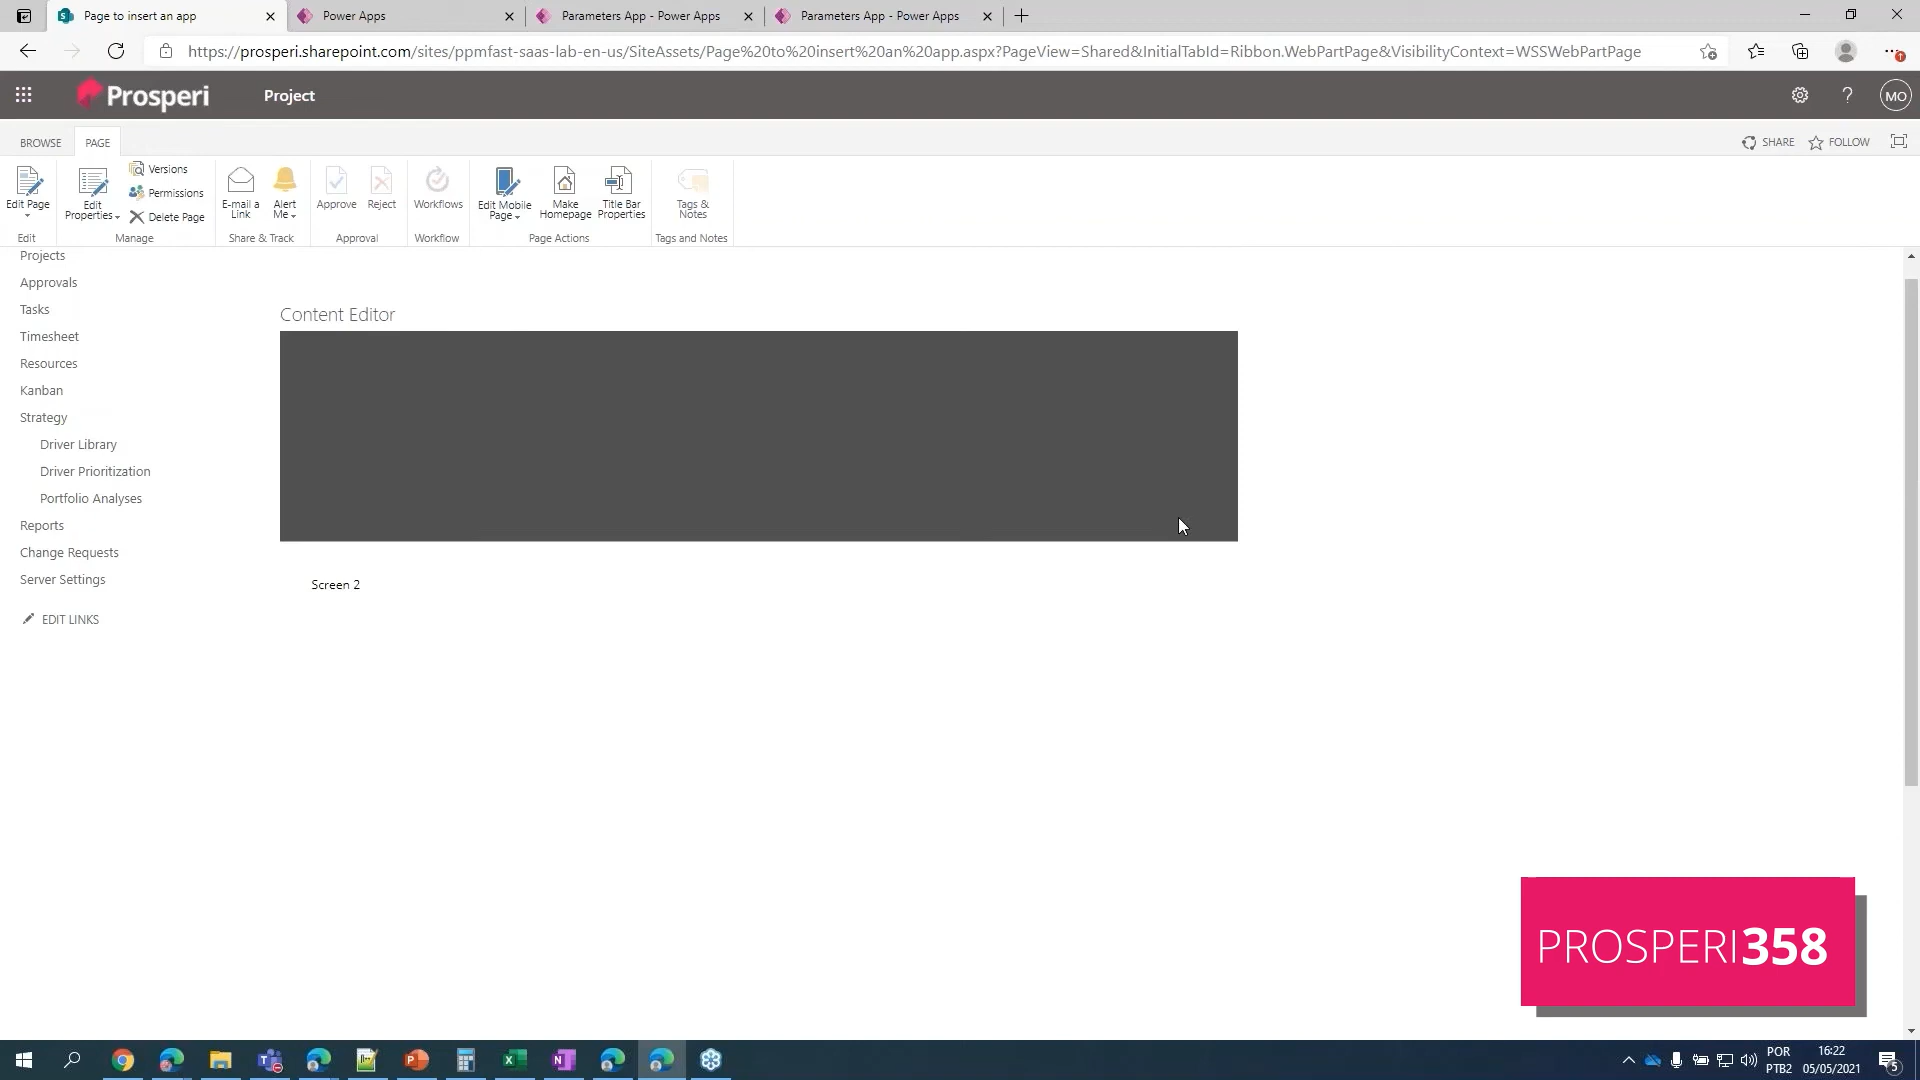 Page to insert an app
Power Apps
Parameters App - Power Apps
Parameters App - Power Apps
https://prosperi.sharepoint.com/sites/ppmfast-saas-lab-en-us/SiteAssets/Page%20to%20insert%20an%20app.aspx?PageView=Shared&InitialTabId=Ribbon.WebPartPage&VisibilityContext=WSSWebPartPage
Prosperi
Project
MO
BROWSE
PAGE
SHARE
FOLLOW
Edit Page
Edit
Properties
Versions
Permissions
Delete Page
E-mail a
Link
Alert
Me
Approve
Reject
Workflows
Edit Mobile
Page
Make
Homepage
Title Bar
Properties
Tags &
Notes
Edit
Manage
Share & Track
Approval
Workflow
Page Actions
Tags and Notes
Projects
Approvals
Tasks
Timesheet
Resources
Kanban
Strategy
Driver Library
Driver Prioritization
Portfolio Analyses
Reports
Change Requests
Server Settings
EDIT LINKS
Content Editor
Screen 2
PROSPERI358
POR
PTB2
16:22
05/05/2021
5